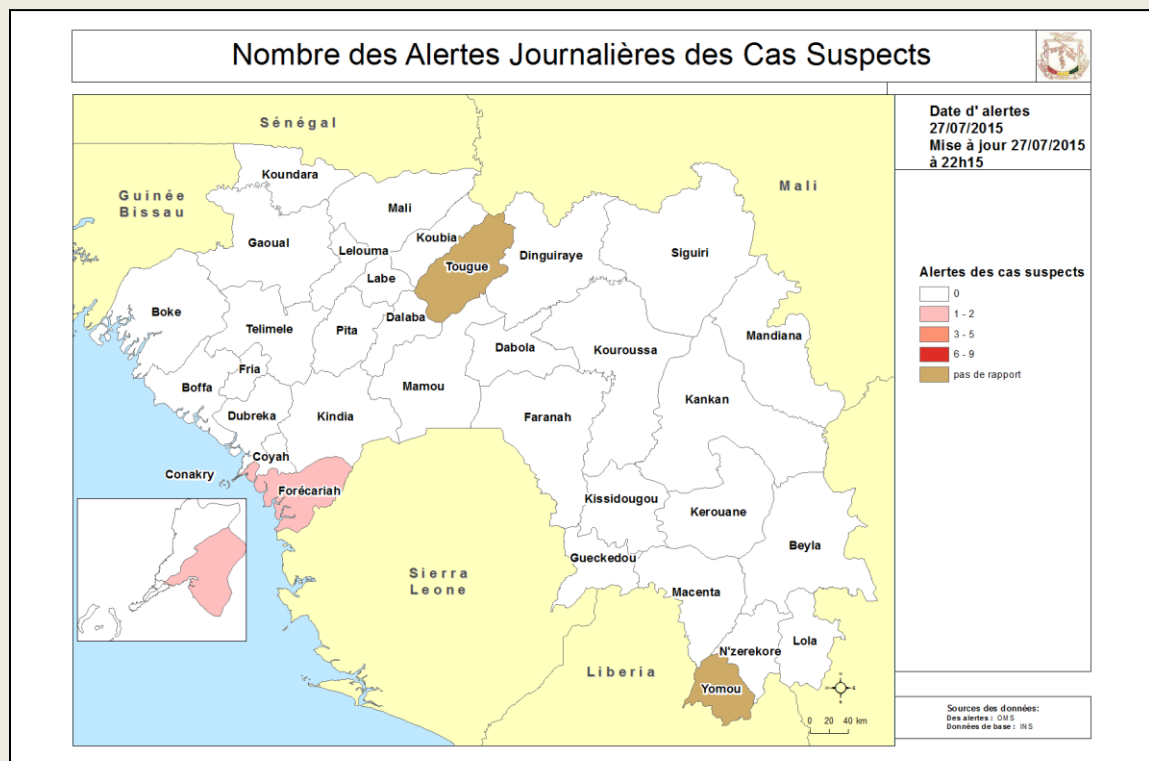 Nombre des Alertes Journalières des Cas Suspects
Date d' alertes
27/07/2015
Mise à jour 27/07/2015
à 22h15
Sénégal
Guinée
Bissau
Mali
Koundara
Mali
Gaoual
Koubia
Lelouma
Tougue
Dinguiraye
Siguiri
Labe
Boke
Telimele
Pita
Dalaba
Dabola
Kouroussa
Mandiana
Fria
Boffa
Mamou
Kankan
Dubreka
Kindia
Faranah
Coyah
Conakry
Forécariah
Kissidougou
Kerouane
Beyla
Gueckedou
Sierra
Leone
Macenta
Lola
N'zerekore
Liberia
Yomou
0 20 40 km
Alertes des cas suspects
0
1 - 2
3 - 5
6 - 9
pas de rapport
Sources des données:
Des alertes : OMS
Données de base : INS